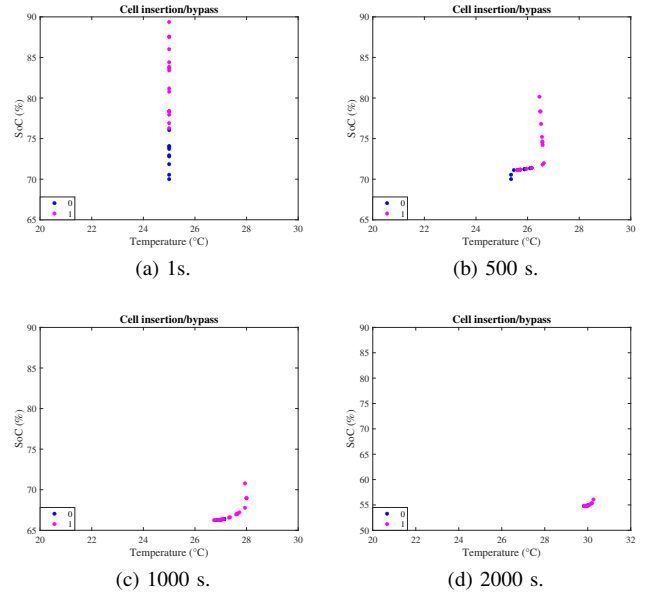 Cell insertion/bypass
90
85
80
75
70
65
SoC (%)
0
1
20 22 24 26 28 30
Temperature (°C)
(a) 1s.
Cell insertion/bypass
90
85
80
75
70
65
SoC (%)
0
1
20 22 24 26 28 30
Temperature (°C)
(b) 500 s.
Cell insertion/bypass
90
85
80
75
70
65
SoC (%)
0
1
20 22 24 26 28 30
Temperature (°C)
(c) 1000 s.
Cell insertion/bypass
85
80
75
70
65
60
55
50
SoC (%)
0
1
20 22 24 26 28 30 32
Temperature (°C)
(d) 2000 s.